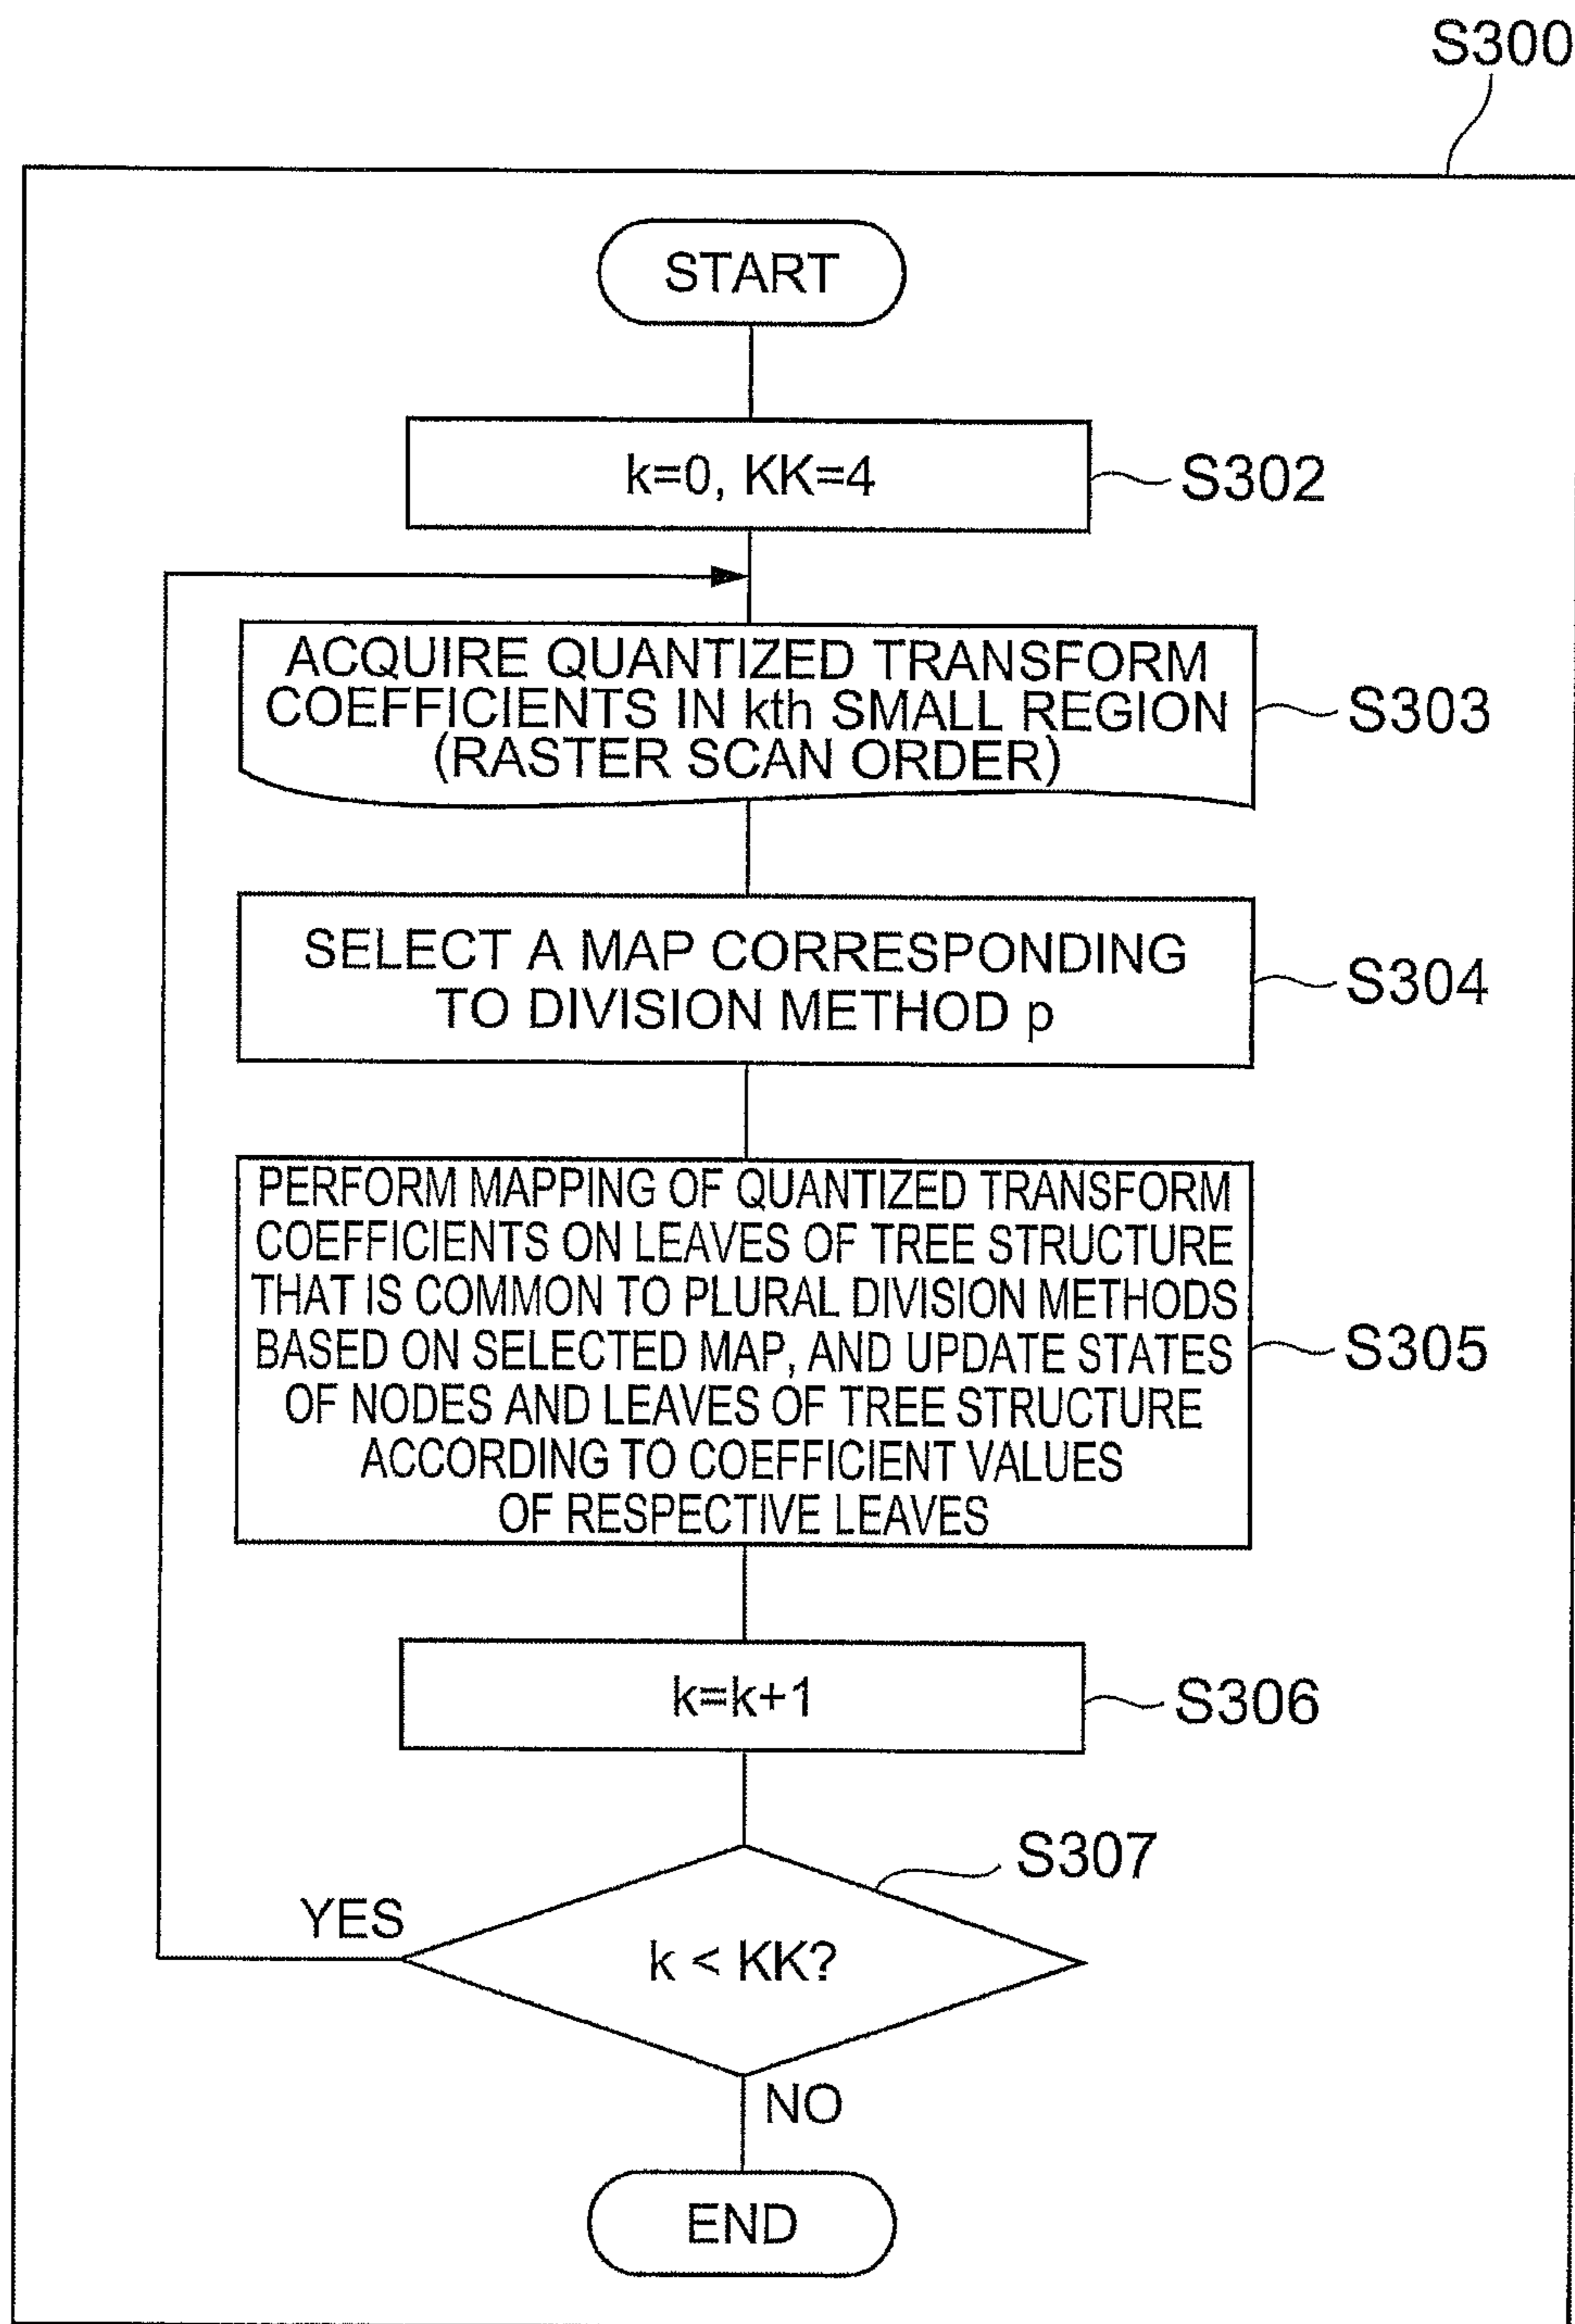 S300
START
k=0, KK=4
S302
ACQUIRE QUANTIZED TRANSFORM
COEFFICIENTS IN kth SMALL REGION
(RASTER SCAN ORDER)
S303
SELECT A MAP CORRESPONDING
TO DIVISION METHOD p
S304
PERFORM MAPPING OF QUANTIZED TRANSFORM
COEFFICIENTS ON LEAVES OF TREE STRUCTURE
THAT IS COMMON TO PLURAL DIVISION METHODS
BASED ON SELECTED MAP, AND UPDATE STATES
OF NODES AND LEAVES OF TREE STRUCTURE
ACCORDING TO COEFFICIENT VALUES
OF RESPECTIVE LEAVES
S305
k=k+1
S306
S307
YES
k < KK?
NO
END